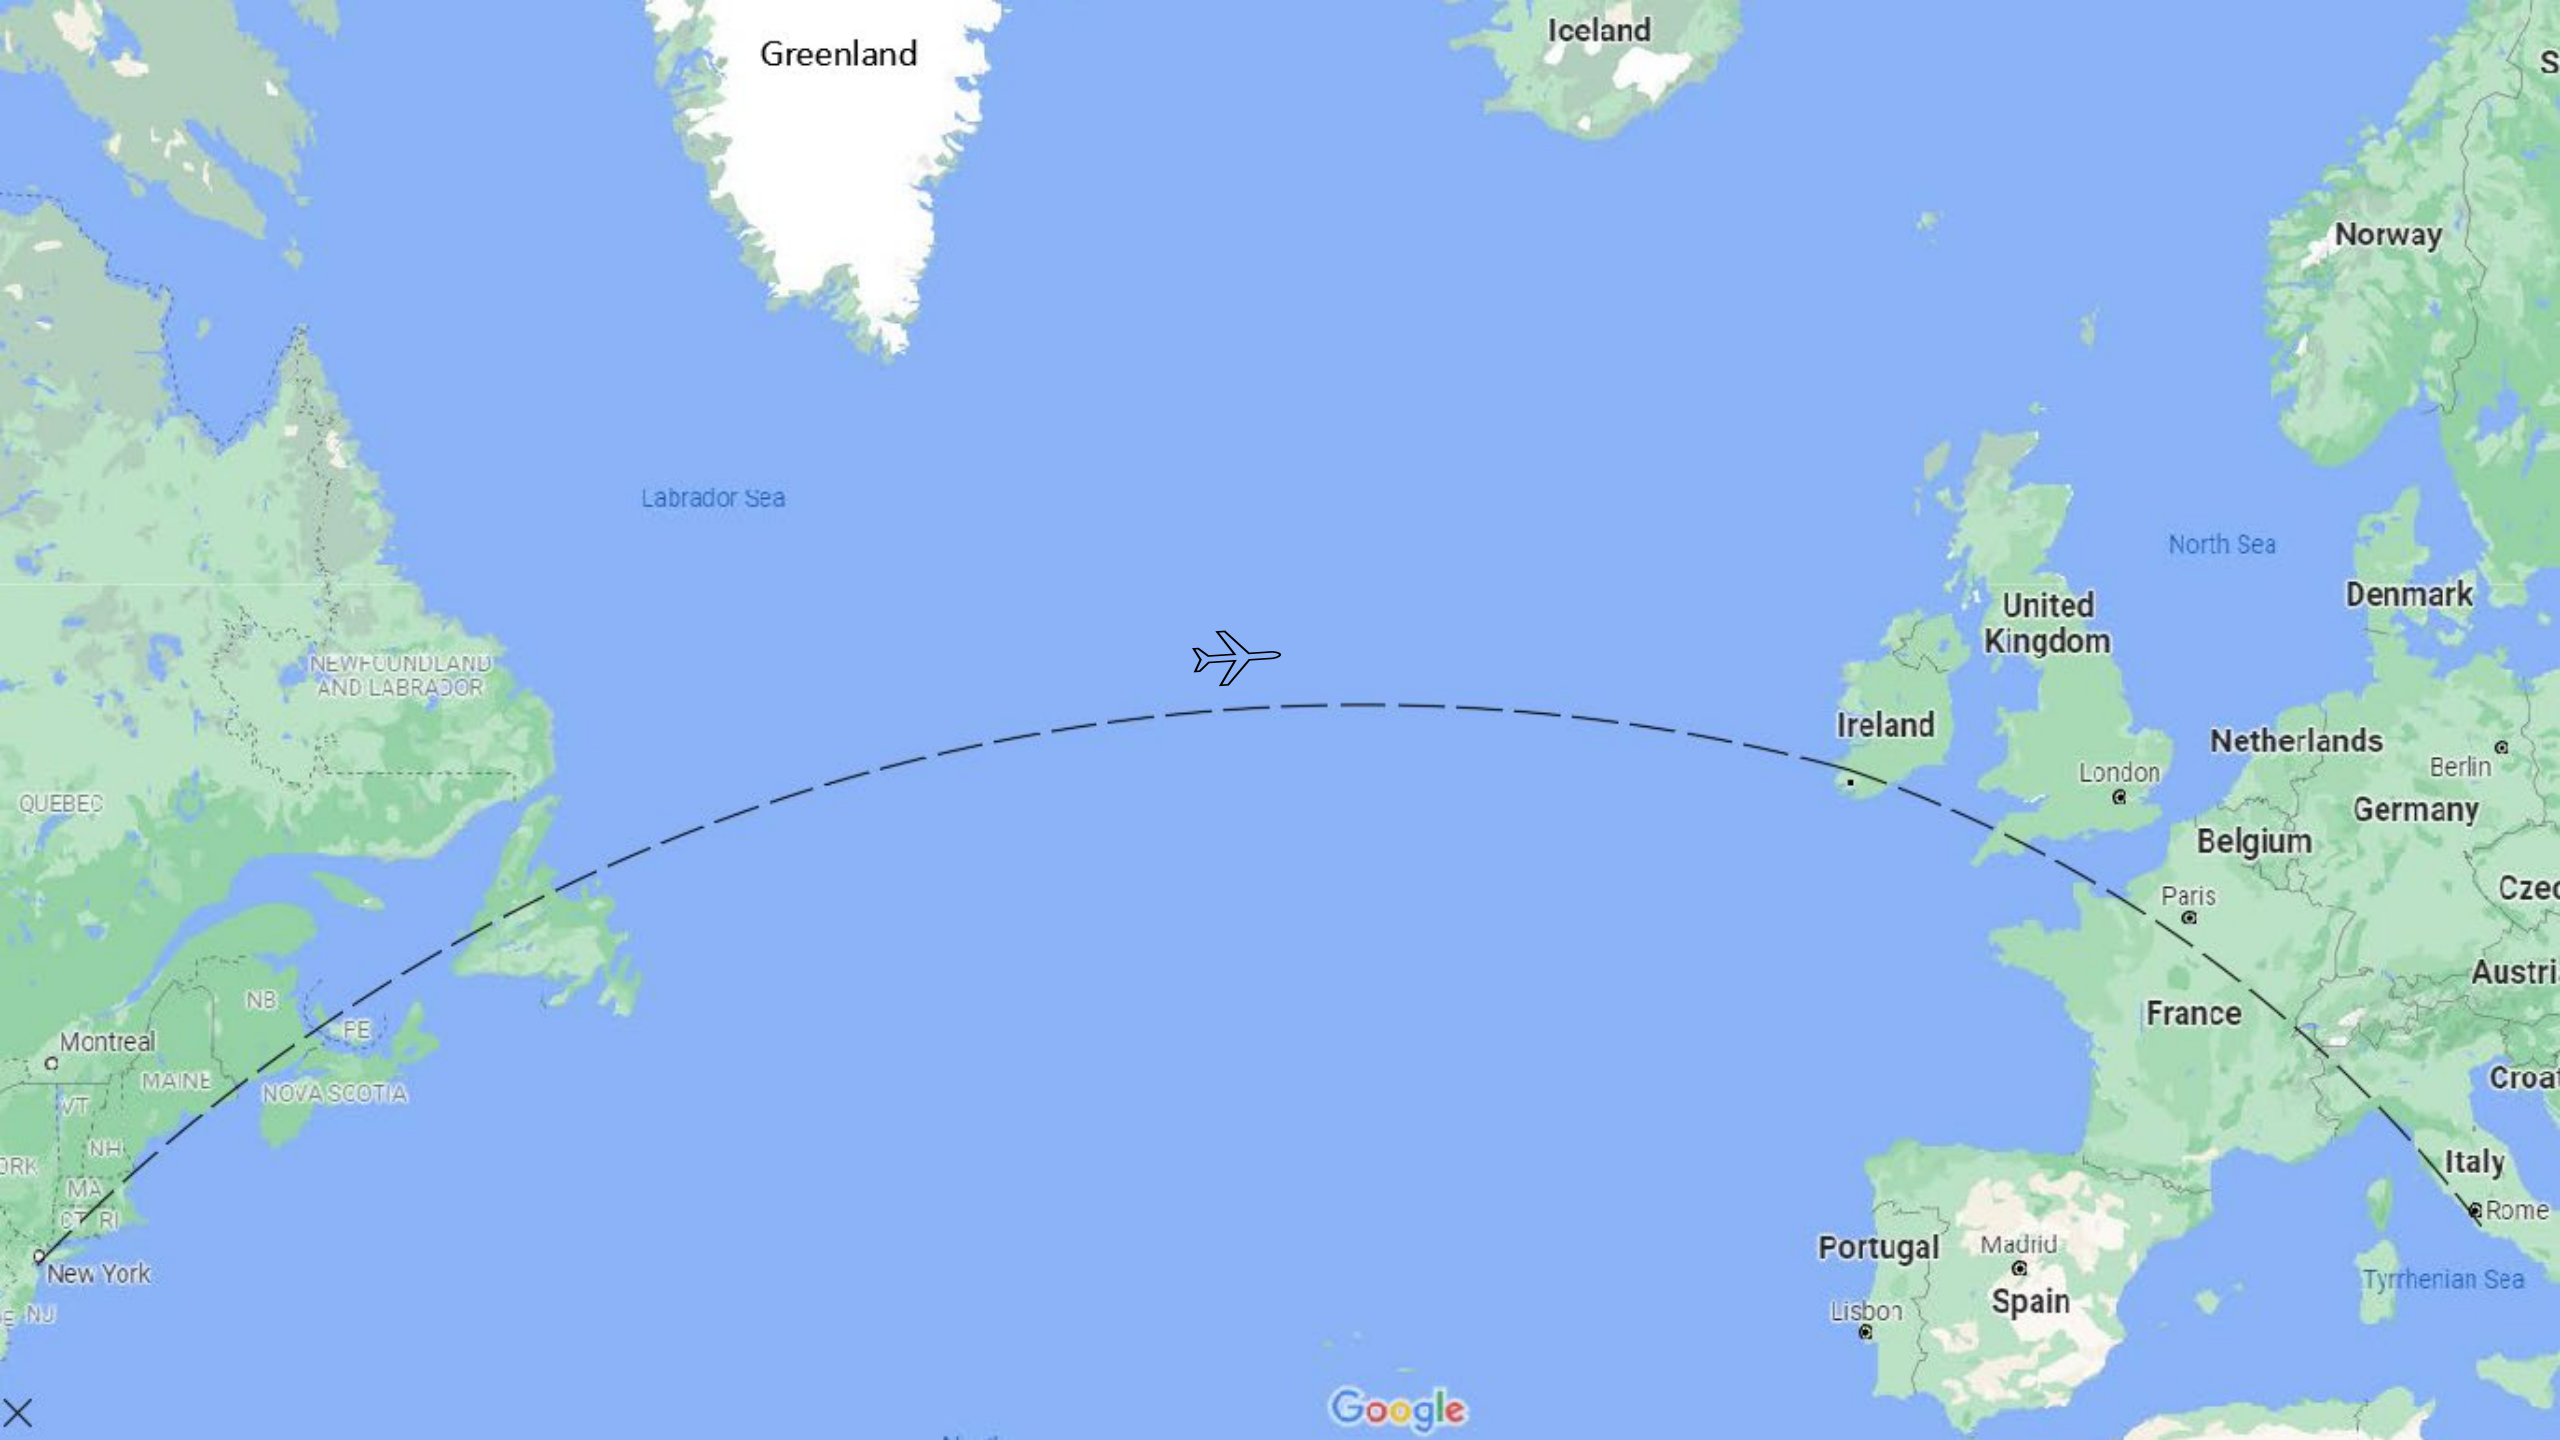 Greenland
Iceland
S
Norway
Labrador Sea
North Sea
Denmark
United
Kingdom
NEWFOUNDLAND
AND LABRADOR
Ireland
Netherlands
Berlin
London
QUEBEC
Germany
Belgium
Paris
Czec
Austri
NB
France
PE
Montreal
MAINE
NOVA SCOTIA
Croat
VT
NH
ORK
Italy
MA
CT RI
Rome
Portugal
Madrid
New York
Tyrrhenian Sea
Spain
Lisbon
E NJ
Google